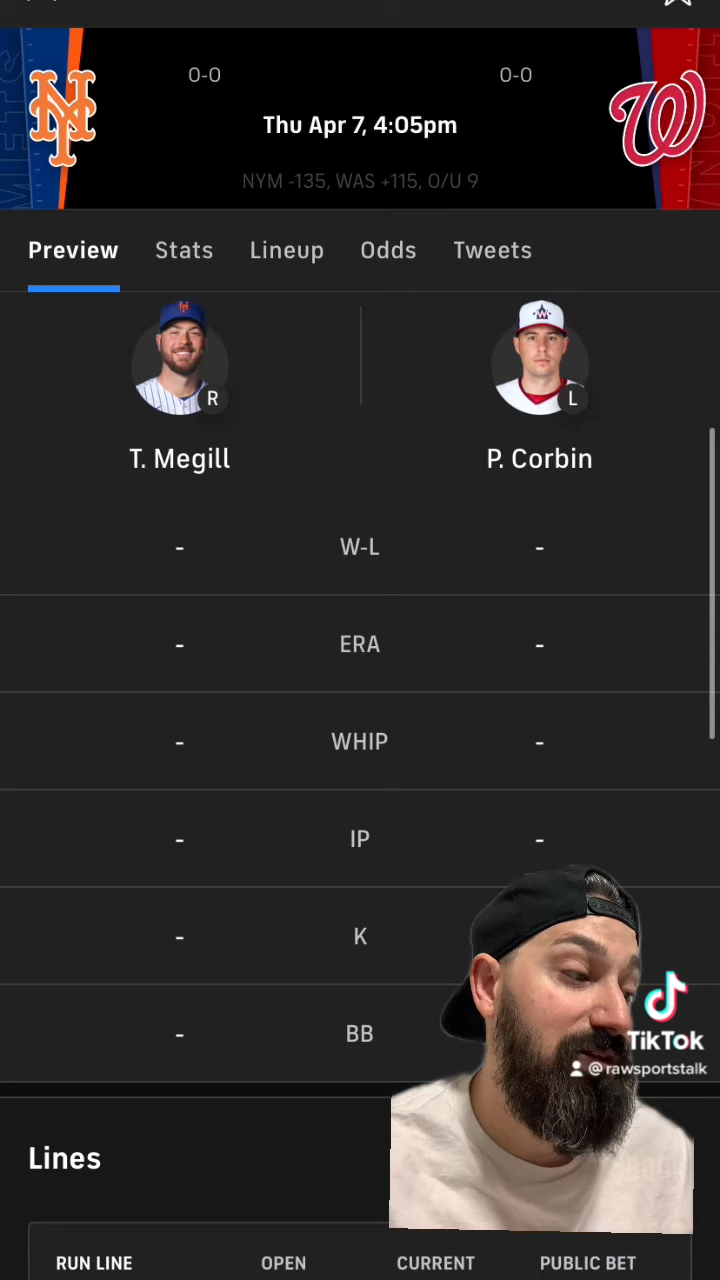 0-0 0-0
Thu Apr 7, 4:05pm
NYM -135, WAS +115, O/U 9
Preview Stats Lineup Odds Tweets
R L
T. Megill P. Corbin
- W-L -
- ERA -
- WHIP -
- IP -
- K
- BB
TikTok
@rawsportstalk
Lines
RUN LINE OPEN CURRENT PUBLIC BET